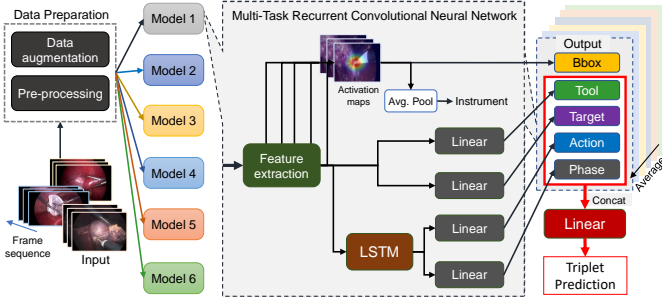 Data Preparation
Data
augmentation
Pre-processing
Frame
sequence
Input
Model 1
Model 2
Model 3
Model 4
Model 5
Model 6
Multi-Task Recurrent Convolutional Neural Network
Activation
maps
Avg. Pool
Instrument
Feature
extraction
Linear
Linear
LSTM
Linear
Linear
Output
Bbox
Tool
Target
Action
Phase
Average
Concat
Linear
Triplet
Prediction